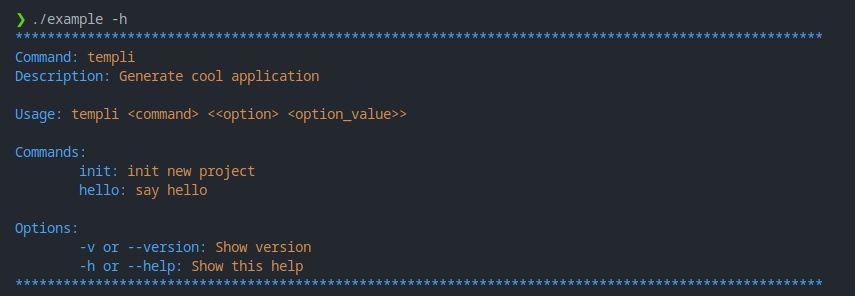 ❯ ./example -h
*****************************************************************************************************
Command: templi
Description: Generate cool application

Usage: templi <command> <<option> <option_value>>

Commands:
        init: init new project
        hello: say hello

Options:
        -v or --version: Show version
        -h or --help: Show this help
*****************************************************************************************************